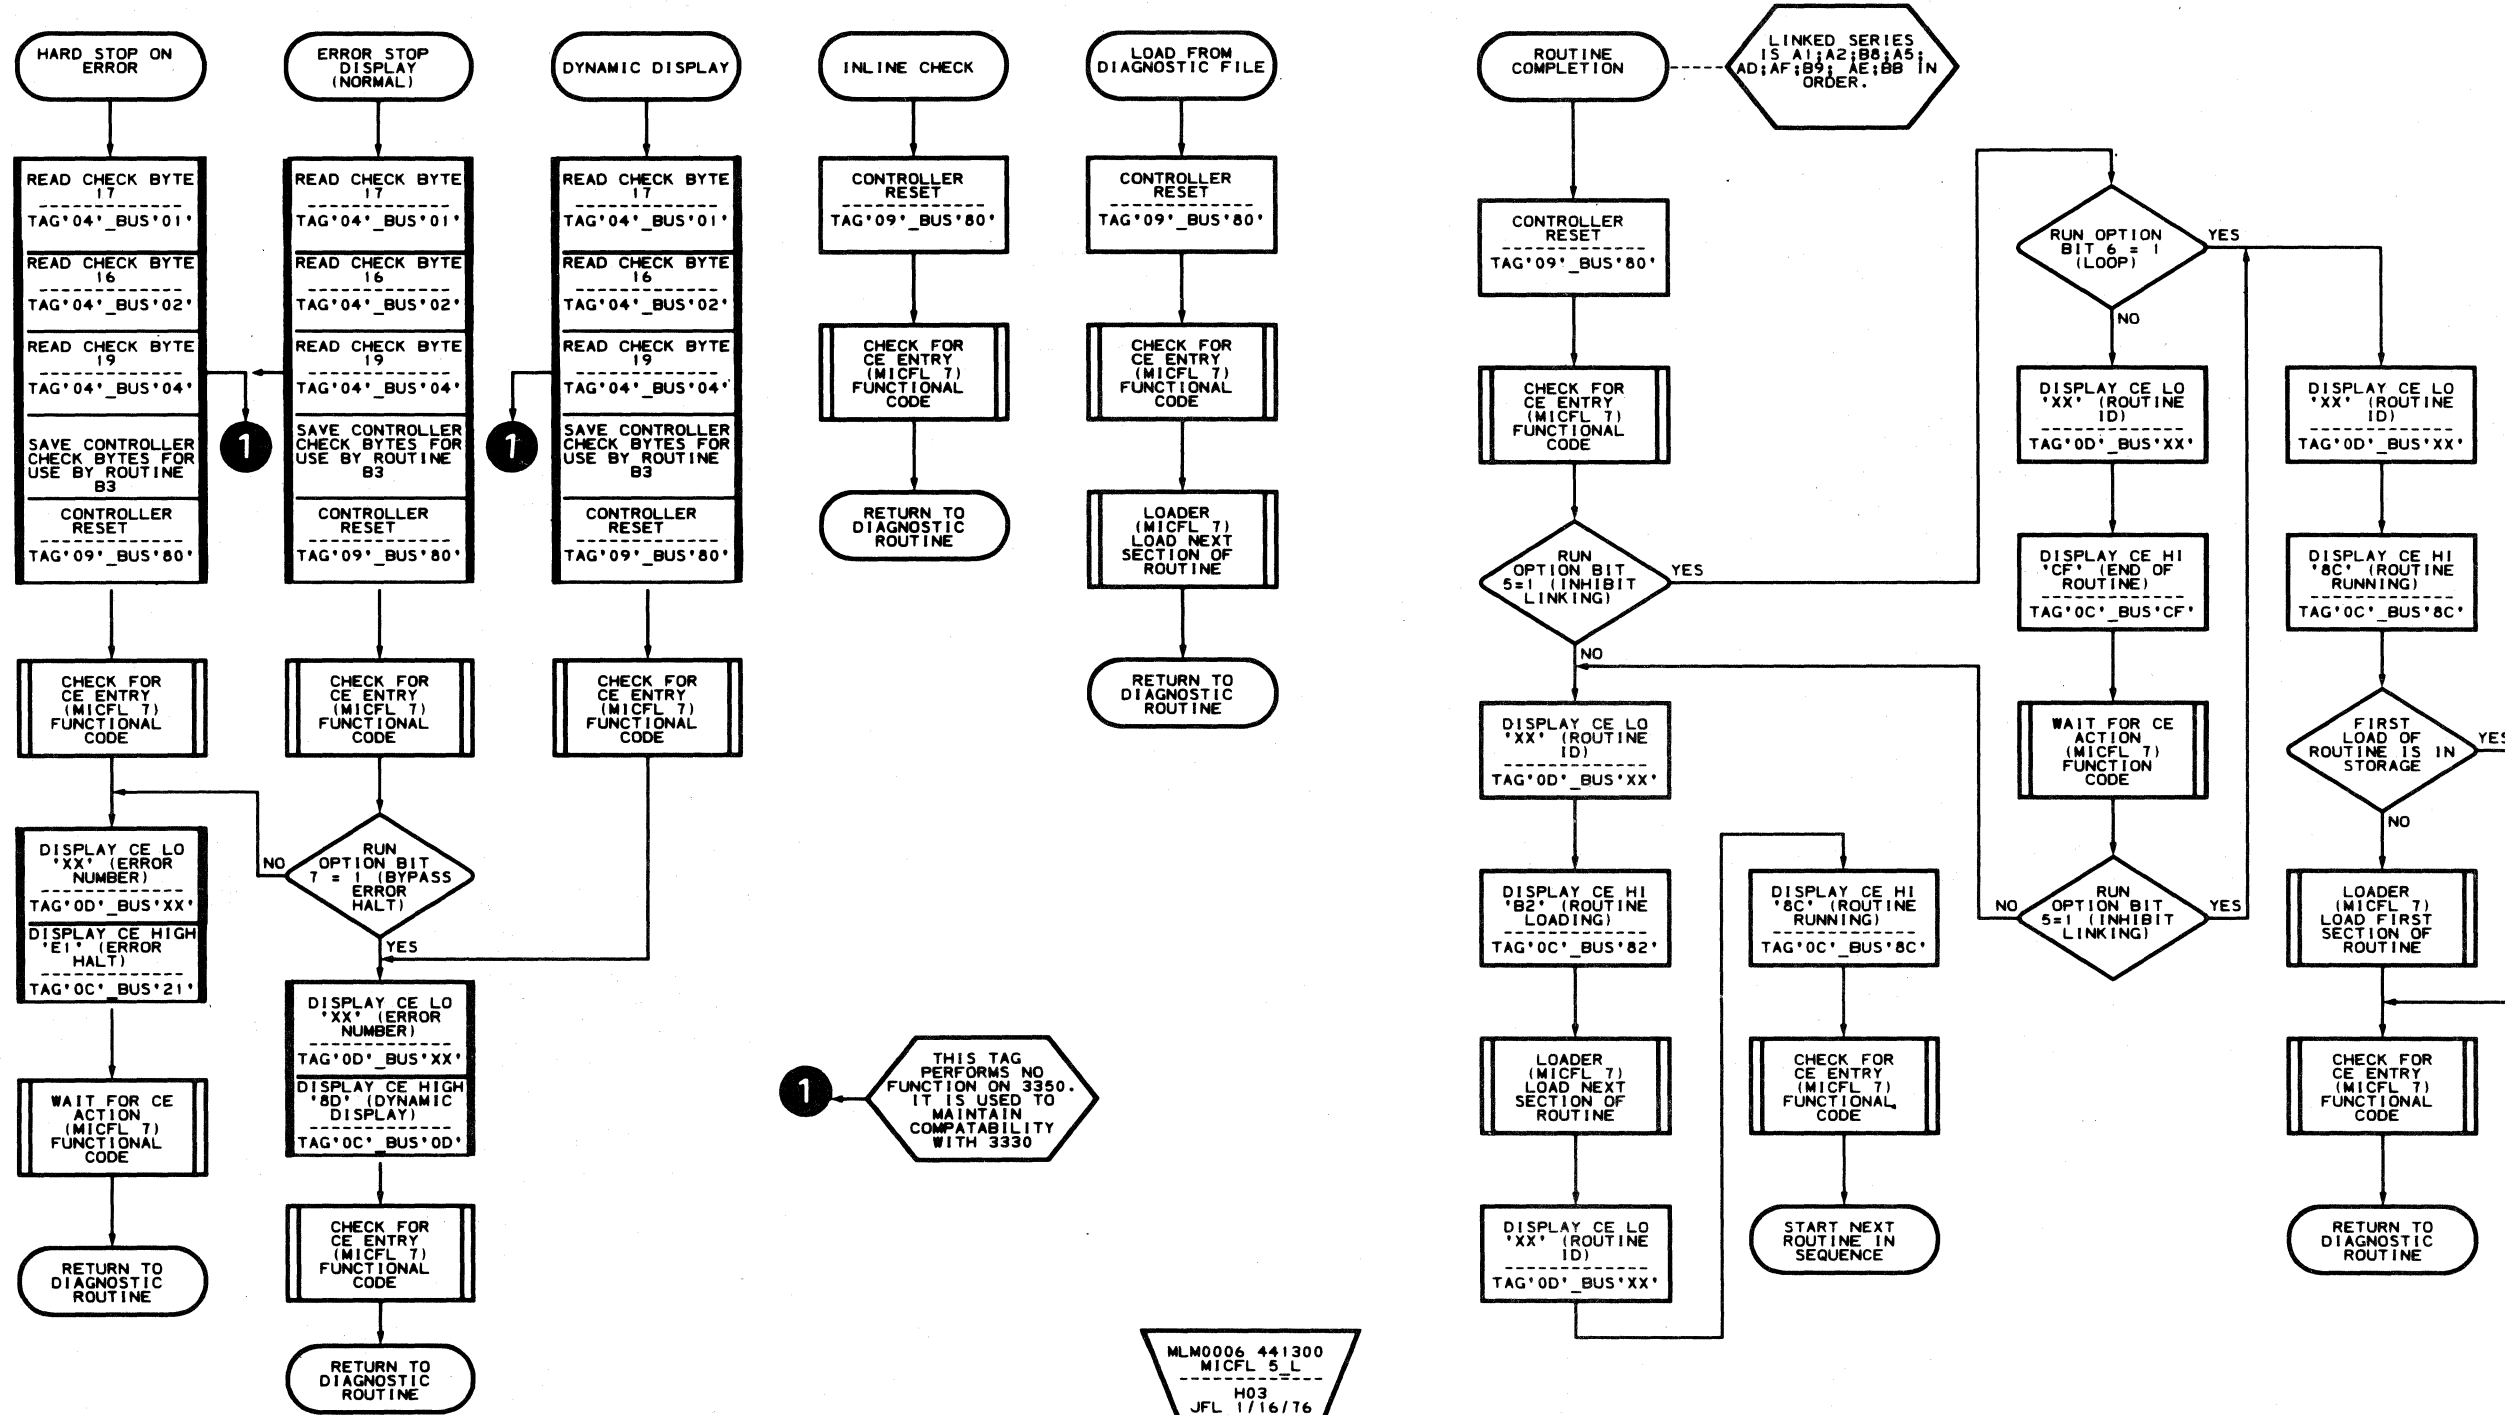 HARD STOP ON
ERROR
READ CHECK BYTE
17
TAG'04'_BUS'01'
READ CHECK BYTE
16
TAG'04'_BUS'02'
READ CHECK BYTE
19
TAG'04'_BUS'04'
SAVE CONTROLLER
CHECK BYTES FOR
USE BY ROUTINE
B3
CONTROLLER
RESET
TAG'09'_BUS'80'
CHECK FOR
CE ENTRY
(MICFL 7)
FUNCTIONAL
CODE
DISPLAY CE LO
'XX' (ERROR
NUMBER)
TAG'0D'_BUS'XX'
DISPLAY CE HIGH
'E1' (ERROR
HALT)
TAG'0C'_BUS'21'
WAIT FOR CE
ACTION
(MICFL 7)
FUNCTIONAL
CODE
RETURN TO
DIAGNOSTIC
ROUTINE
1
ERROR STOP
DISPLAY
(NORMAL)
READ CHECK BYTE
17
TAG'04'_BUS'01'
READ CHECK BYTE
16
TAG'04'_BUS'02'
READ CHECK BYTE
19
TAG'04'_BUS'04'
SAVE CONTROLLER
CHECK BYTES FOR
USE BY ROUTINE
B3
CONTROLLER
RESET
TAG'09'_BUS'80'
CHECK FOR
CE ENTRY
(MICFL 7)
FUNCTIONAL
CODE
RUN
OPTION BIT
7 = 1 (BYPASS
ERROR
HALT)
NO
YES
DISPLAY CE LO
'XX' (ERROR
NUMBER)
TAG'0D'_BUS'XX'
DISPLAY CE HIGH
'8D' (DYNAMIC
DISPLAY)
TAG'0C'_BUS'0D'
CHECK FOR
CE ENTRY
(MICFL 7)
FUNCTIONAL
CODE
RETURN TO
DIAGNOSTIC
ROUTINE
1
DYNAMIC DISPLAY
READ CHECK BYTE
17
TAG'04'_BUS'01'
READ CHECK BYTE
16
TAG'04'_BUS'02'
READ CHECK BYTE
19
TAG'04'_BUS'04'
SAVE CONTROLLER
CHECK BYTES FOR
USE BY ROUTINE
B3
CONTROLLER
RESET
TAG'09'_BUS'80'
CHECK FOR
CE ENTRY
(MICFL 7)
FUNCTIONAL
CODE
INLINE CHECK
CONTROLLER
RESET
TAG'09'_BUS'80'
CHECK FOR
CE ENTRY
(MICFL 7)
FUNCTIONAL
CODE
RETURN TO
DIAGNOSTIC
ROUTINE
LOAD FROM
DIAGNOSTIC FILE
CONTROLLER
RESET
TAG'09'_BUS'80'
CHECK FOR
CE ENTRY
(MICFL 7)
FUNCTIONAL
CODE
LOADER
(MICFL 7)
LOAD NEXT
SECTION OF
ROUTINE
RETURN TO
DIAGNOSTIC
ROUTINE
1
THIS TAG
PERFORMS NO
FUNCTION ON 3350.
IT IS USED TO
MAINTAIN
COMPATABILITY
WITH 3330
MLM0006 441300
MICFL 5_L
H03
JFL 1/16/76
ROUTINE
COMPLETION
LINKED SERIES
IS A1;A2;B8;A5;
AD;AF;B9; AE;BB IN
ORDER.
CONTROLLER
RESET
TAG'09'_BUS'80'
CHECK FOR
CE ENTRY
(MICFL 7)
FUNCTIONAL
CODE
RUN
OPTION BIT
5=1 (INHIBIT
LINKING)
YES
NO
DISPLAY CE LO
'XX' (ROUTINE
ID)
TAG'0D'_BUS'XX'
DISPLAY CE HI
'B2' (ROUTINE
LOADING)
TAG'0C'_BUS'82'
LOADER
(MICFL 7)
LOAD NEXT
SECTION OF
ROUTINE
DISPLAY CE LO
'XX' (ROUTINE
ID)
TAG'0D'_BUS'XX'
DISPLAY CE HI
'8C' (ROUTINE
RUNNING)
TAG'0C'_BUS'8C'
CHECK FOR
CE ENTRY
(MICFL 7)
FUNCTIONAL
CODE
START NEXT
ROUTINE IN
SEQUENCE
RUN OPTION
BIT 6 = 1
(LOOP)
YES
NO
DISPLAY CE LO
'XX' (ROUTINE
ID)
TAG'0D'_BUS'XX'
DISPLAY CE HI
'CF' (END OF
ROUTINE)
TAG'0C'_BUS'CF'
WAIT FOR CE
ACTION
(MICFL 7)
FUNCTION
CODE
RUN
OPTION BIT
5=1 (INHIBIT
LINKING)
NO
YES
DISPLAY CE LO
'XX' (ROUTINE
ID)
TAG'0D'_BUS'XX'
DISPLAY CE HI
'8C' (ROUTINE
RUNNING)
TAG'0C'_BUS'8C'
FIRST
LOAD OF
ROUTINE IS IN
STORAGE
YES
NO
LOADER
(MICFL 7)
LOAD FIRST
SECTION OF
ROUTINE
CHECK FOR
CE ENTRY
(MICFL 7)
FUNCTIONAL
CODE
RETURN TO
DIAGNOSTIC
ROUTINE